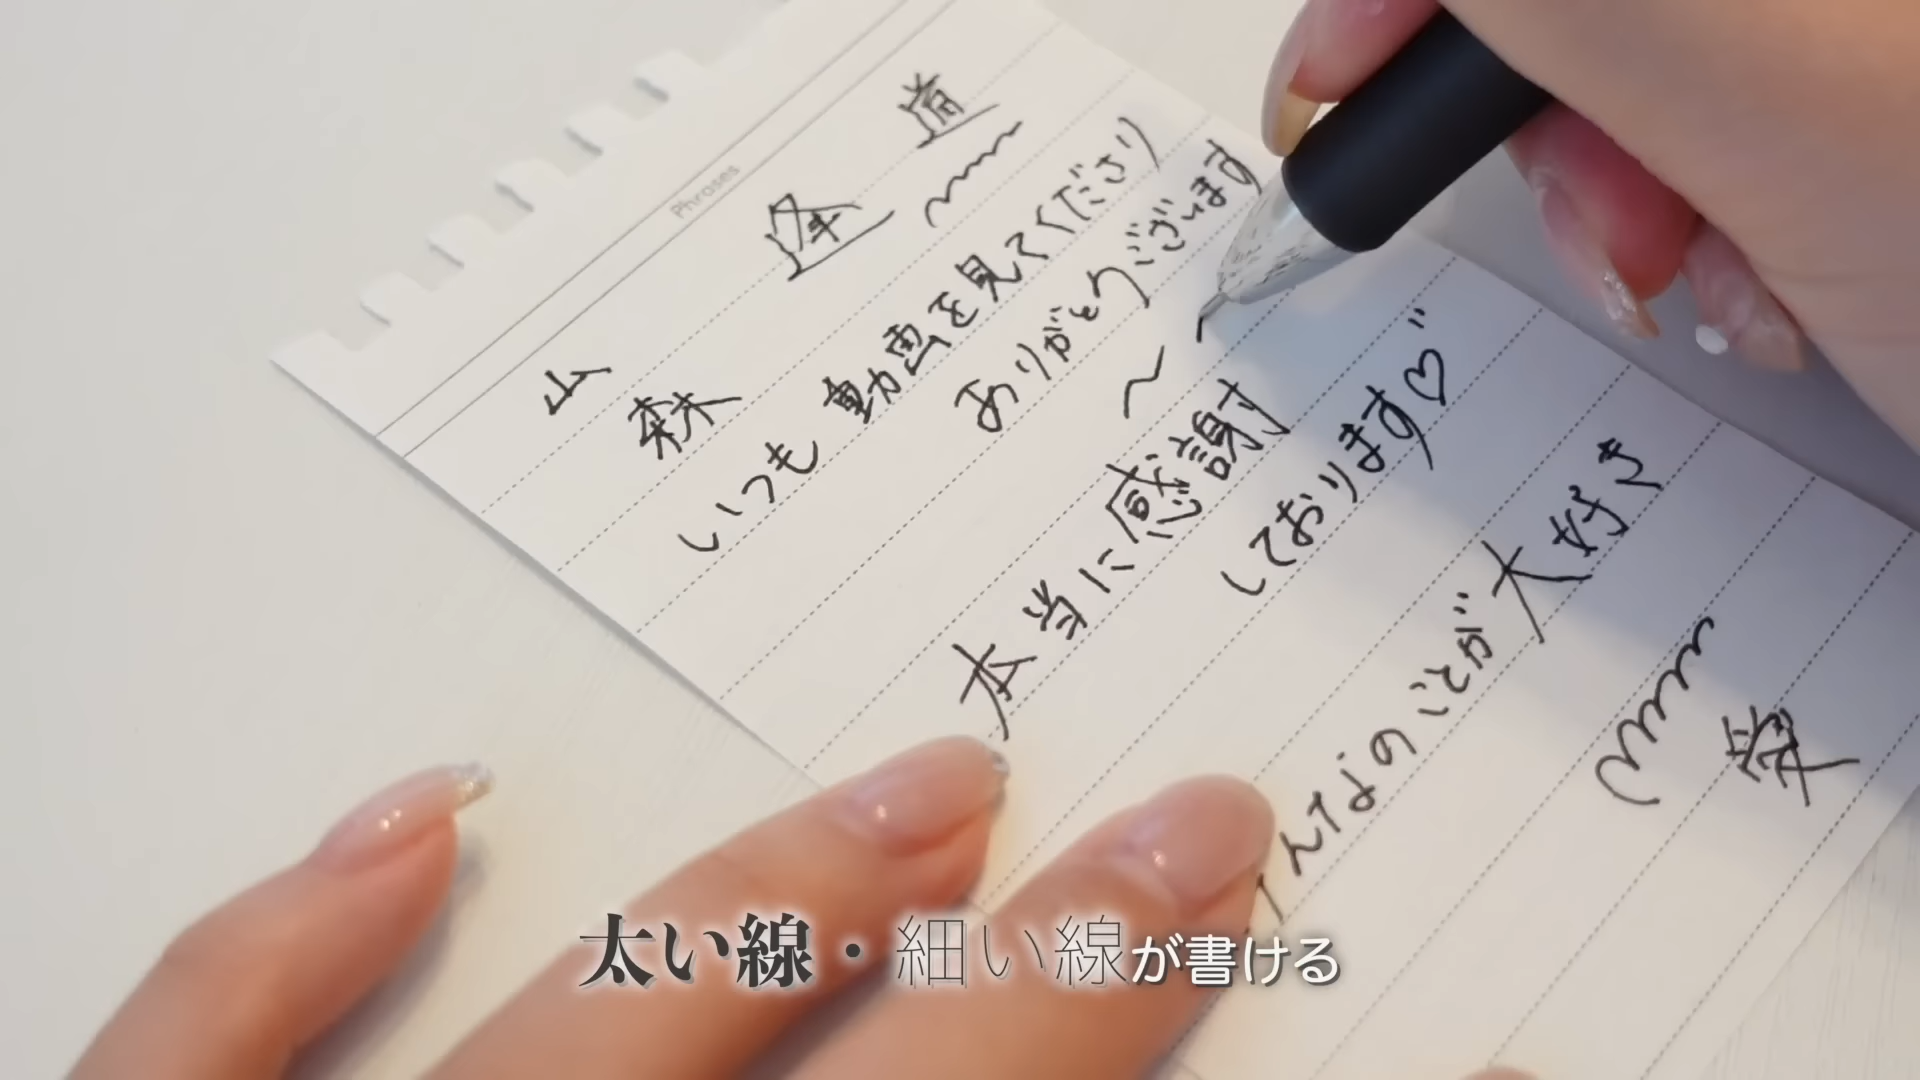 Phrases
山 逢 道
森
いつも動画を見てくださり
ありがとうございます
本当に感謝
しております♡
んなのことが大好き
愛
太い線・細い線が書ける